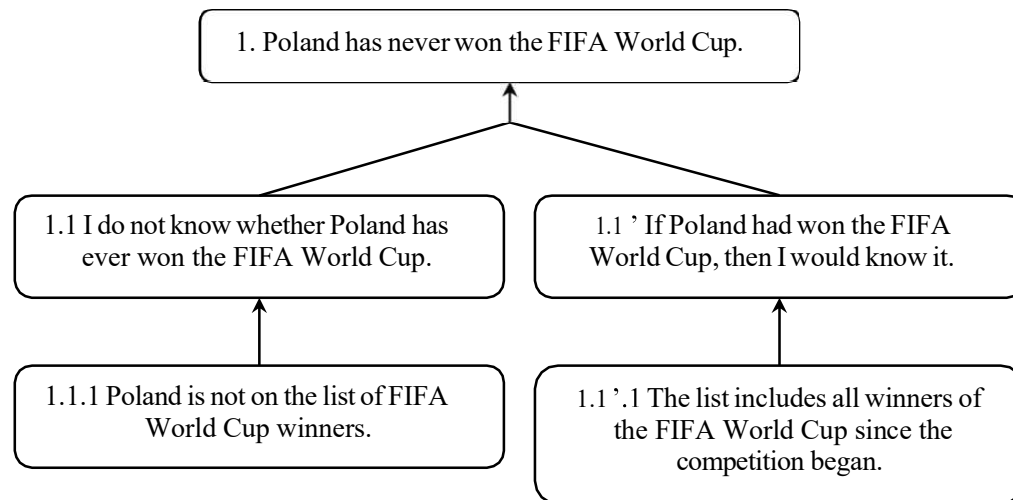 1. Poland has never won the FIFA World Cup.
1.1 I do not know whether Poland has
ever won the FIFA World Cup.
1.1 ’ If Poland had won the FIFA
World Cup, then I would know it.
1.1.1 Poland is not on the list of FIFA
World Cup winners.
1.1 ’.1 The list includes all winners of
the FIFA World Cup since the
competition began.